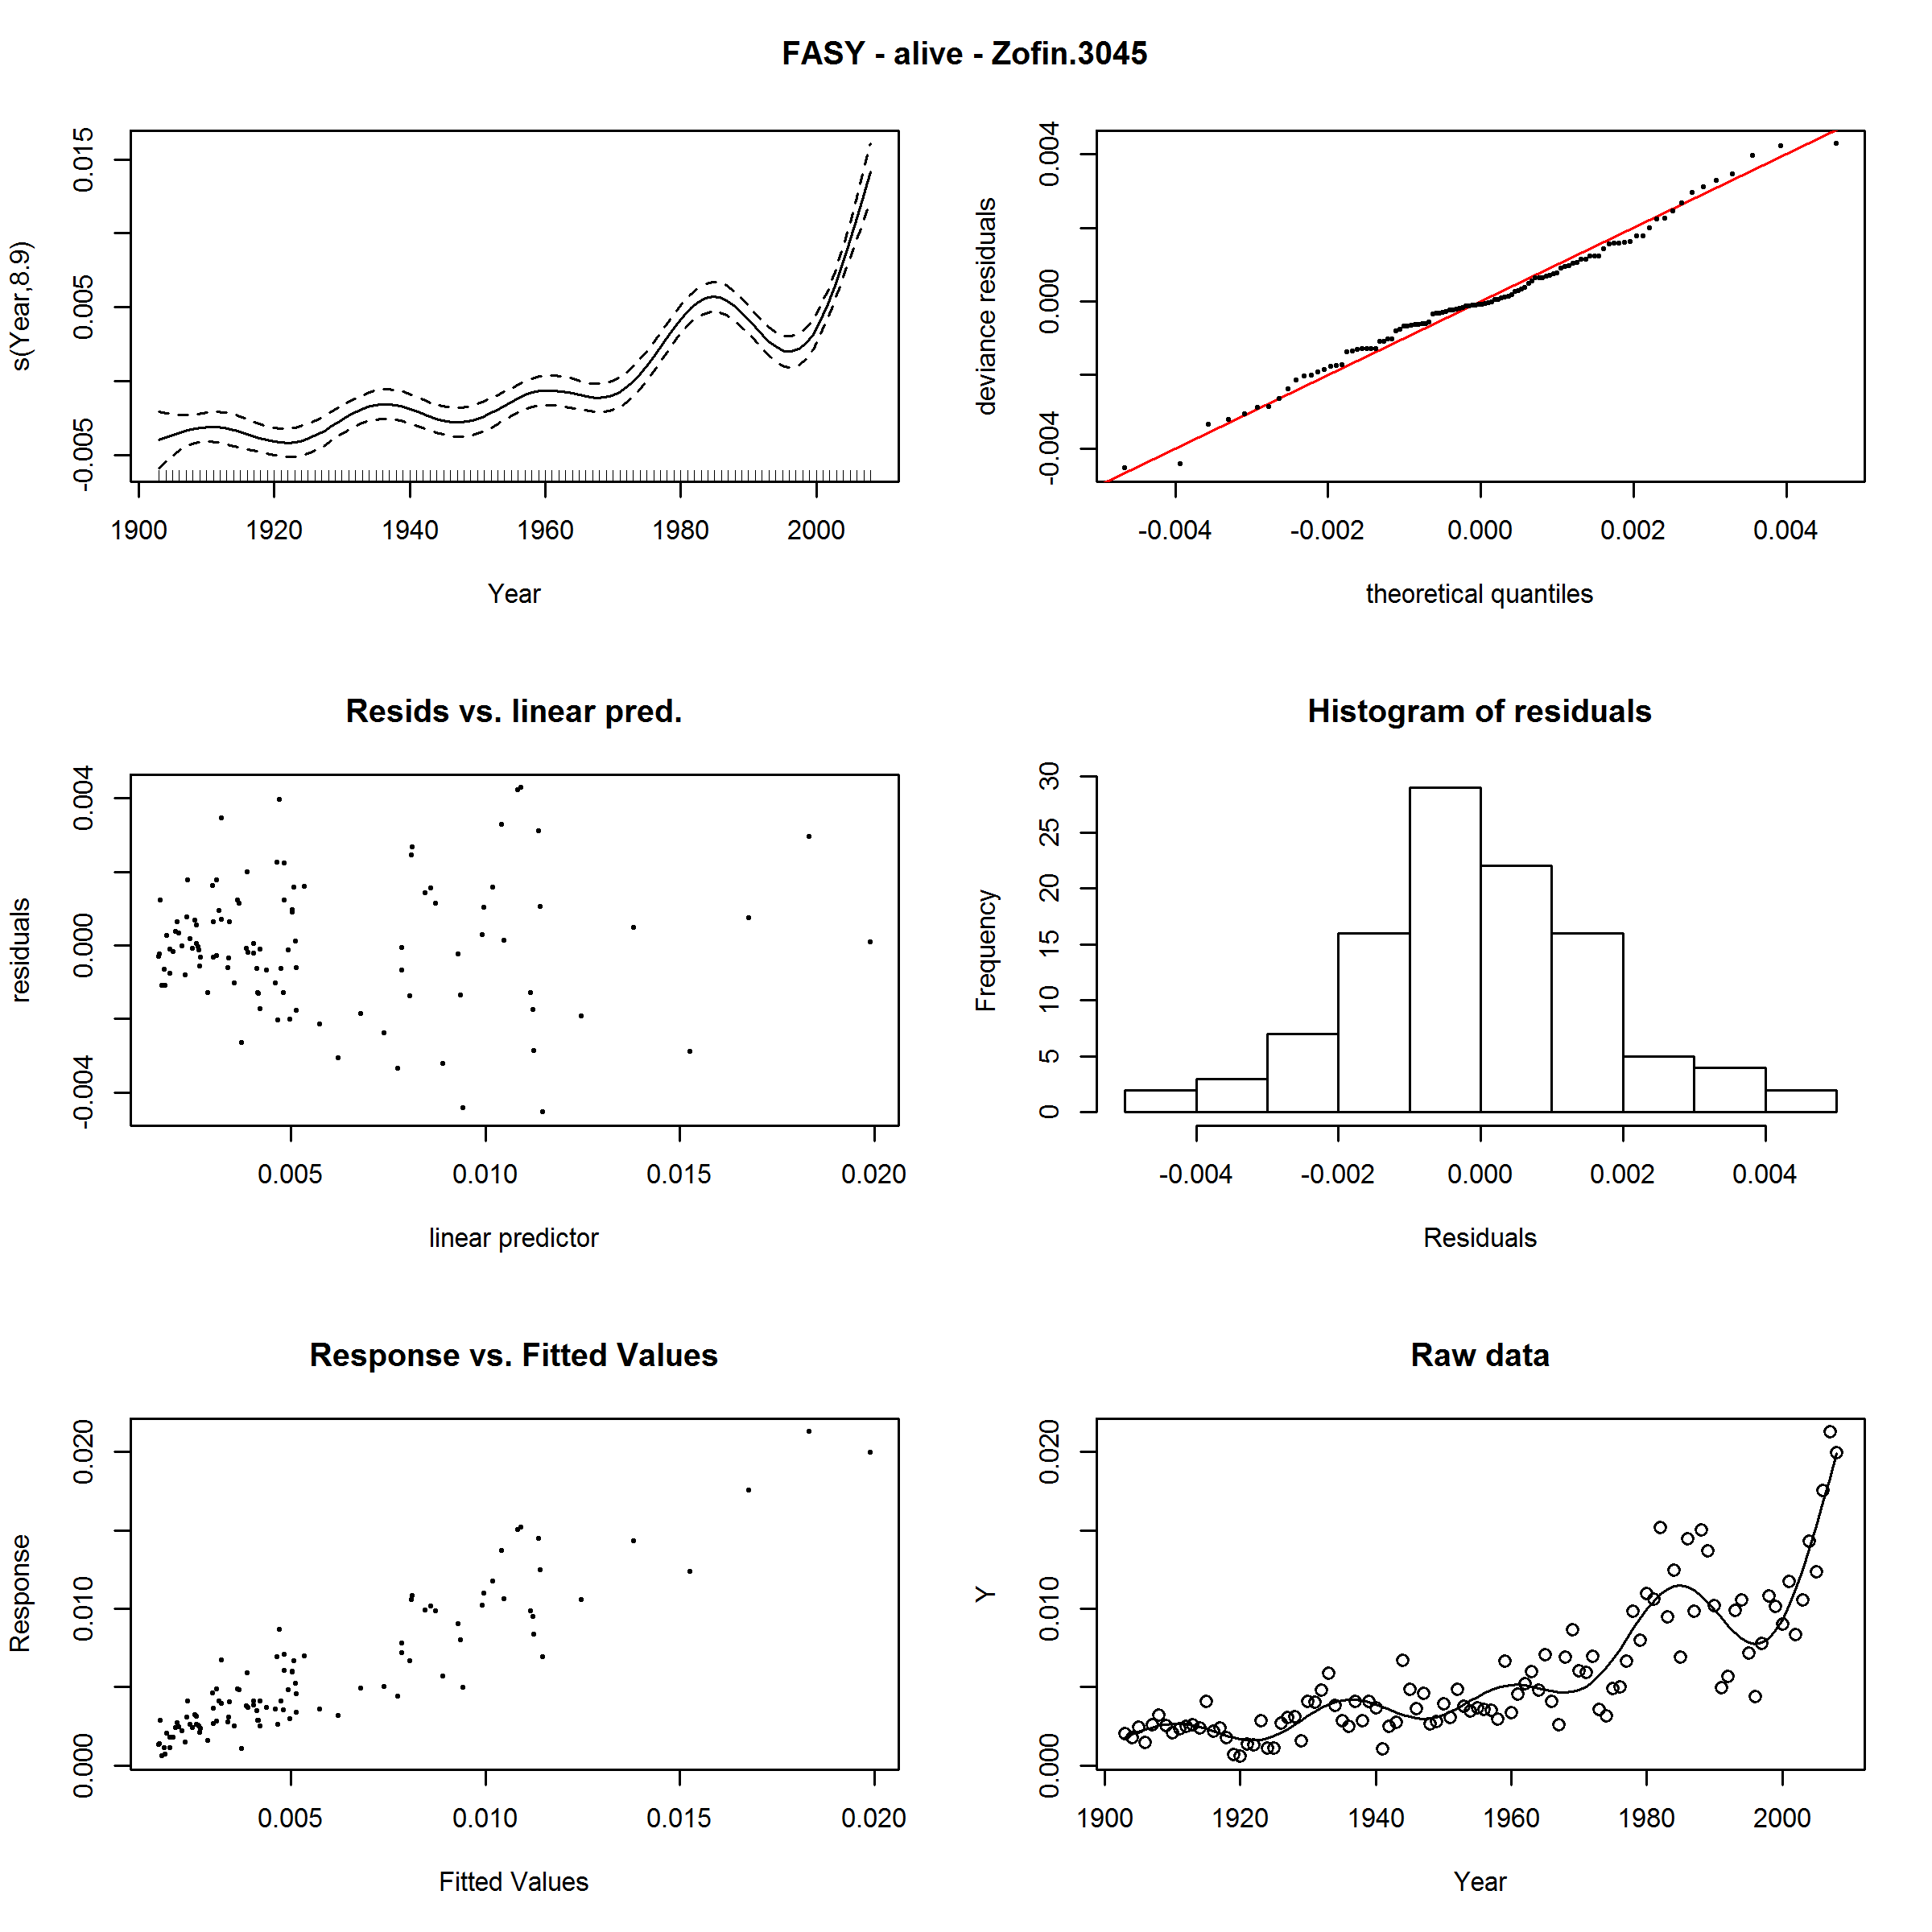 FASY - alive - Zofin.3045
s(Year,8.9)
-0.005 0.005 0.015
1900 1920 1940 1960 1980 2000
Year
deviance residuals
-0.004 0.000 0.004
-0.004 -0.002 0.000 0.002 0.004
theoretical quantiles
Resids vs. linear pred.
residuals
-0.004 0.000 0.004
0.005 0.010 0.015 0.020
linear predictor
Histogram of residuals
Frequency
0 5 10 15 20 25 30
-0.004 -0.002 0.000 0.002 0.004
Residuals
Response vs. Fitted Values
Response
0.000 0.010 0.020
0.005 0.010 0.015 0.020
Fitted Values
Raw data
Y
0.000 0.010 0.020
1900 1920 1940 1960 1980 2000
Year